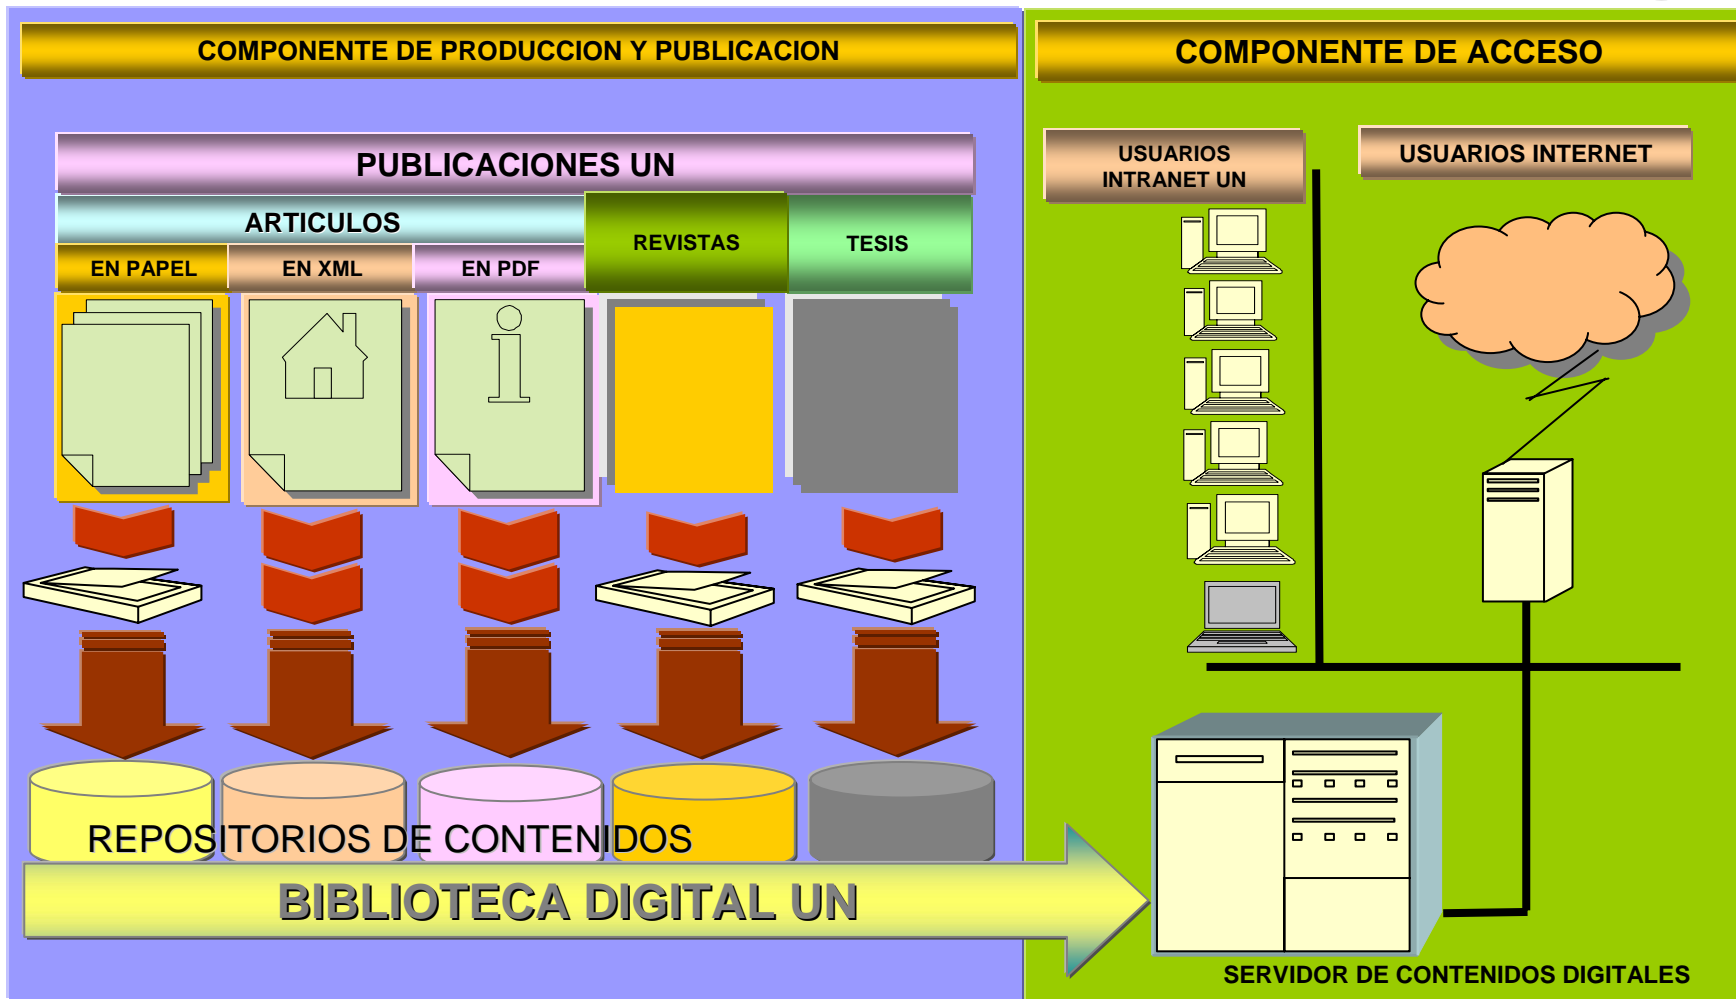 COMPONENTE DE PRODUCCION Y PUBLICACION
PUBLICACIONES UN
ARTICULOS
REVISTAS
TESIS
EN PAPEL
EN XML
EN PDF
REPOSITORIOS DE CONTENIDOS
BIBLIOTECA DIGITAL UN
COMPONENTE DE ACCESO
USUARIOS
INTRANET UN
USUARIOS INTERNET
SERVIDOR DE CONTENIDOS DIGITALES